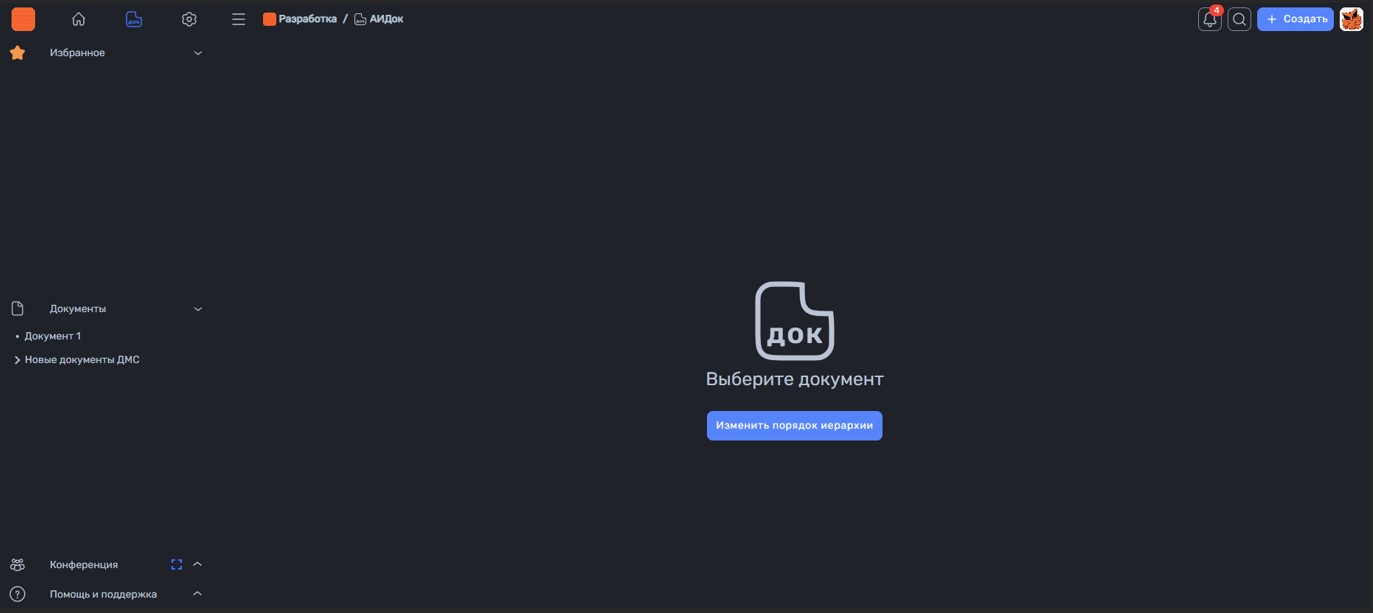 док
Разработка / АИДок
4
+ Создать
Избранное
Документы
Документ 1
Новые документы ДМС
док
Выберите документ
Изменить порядок иерархии
Конференция
Помощь и поддержка